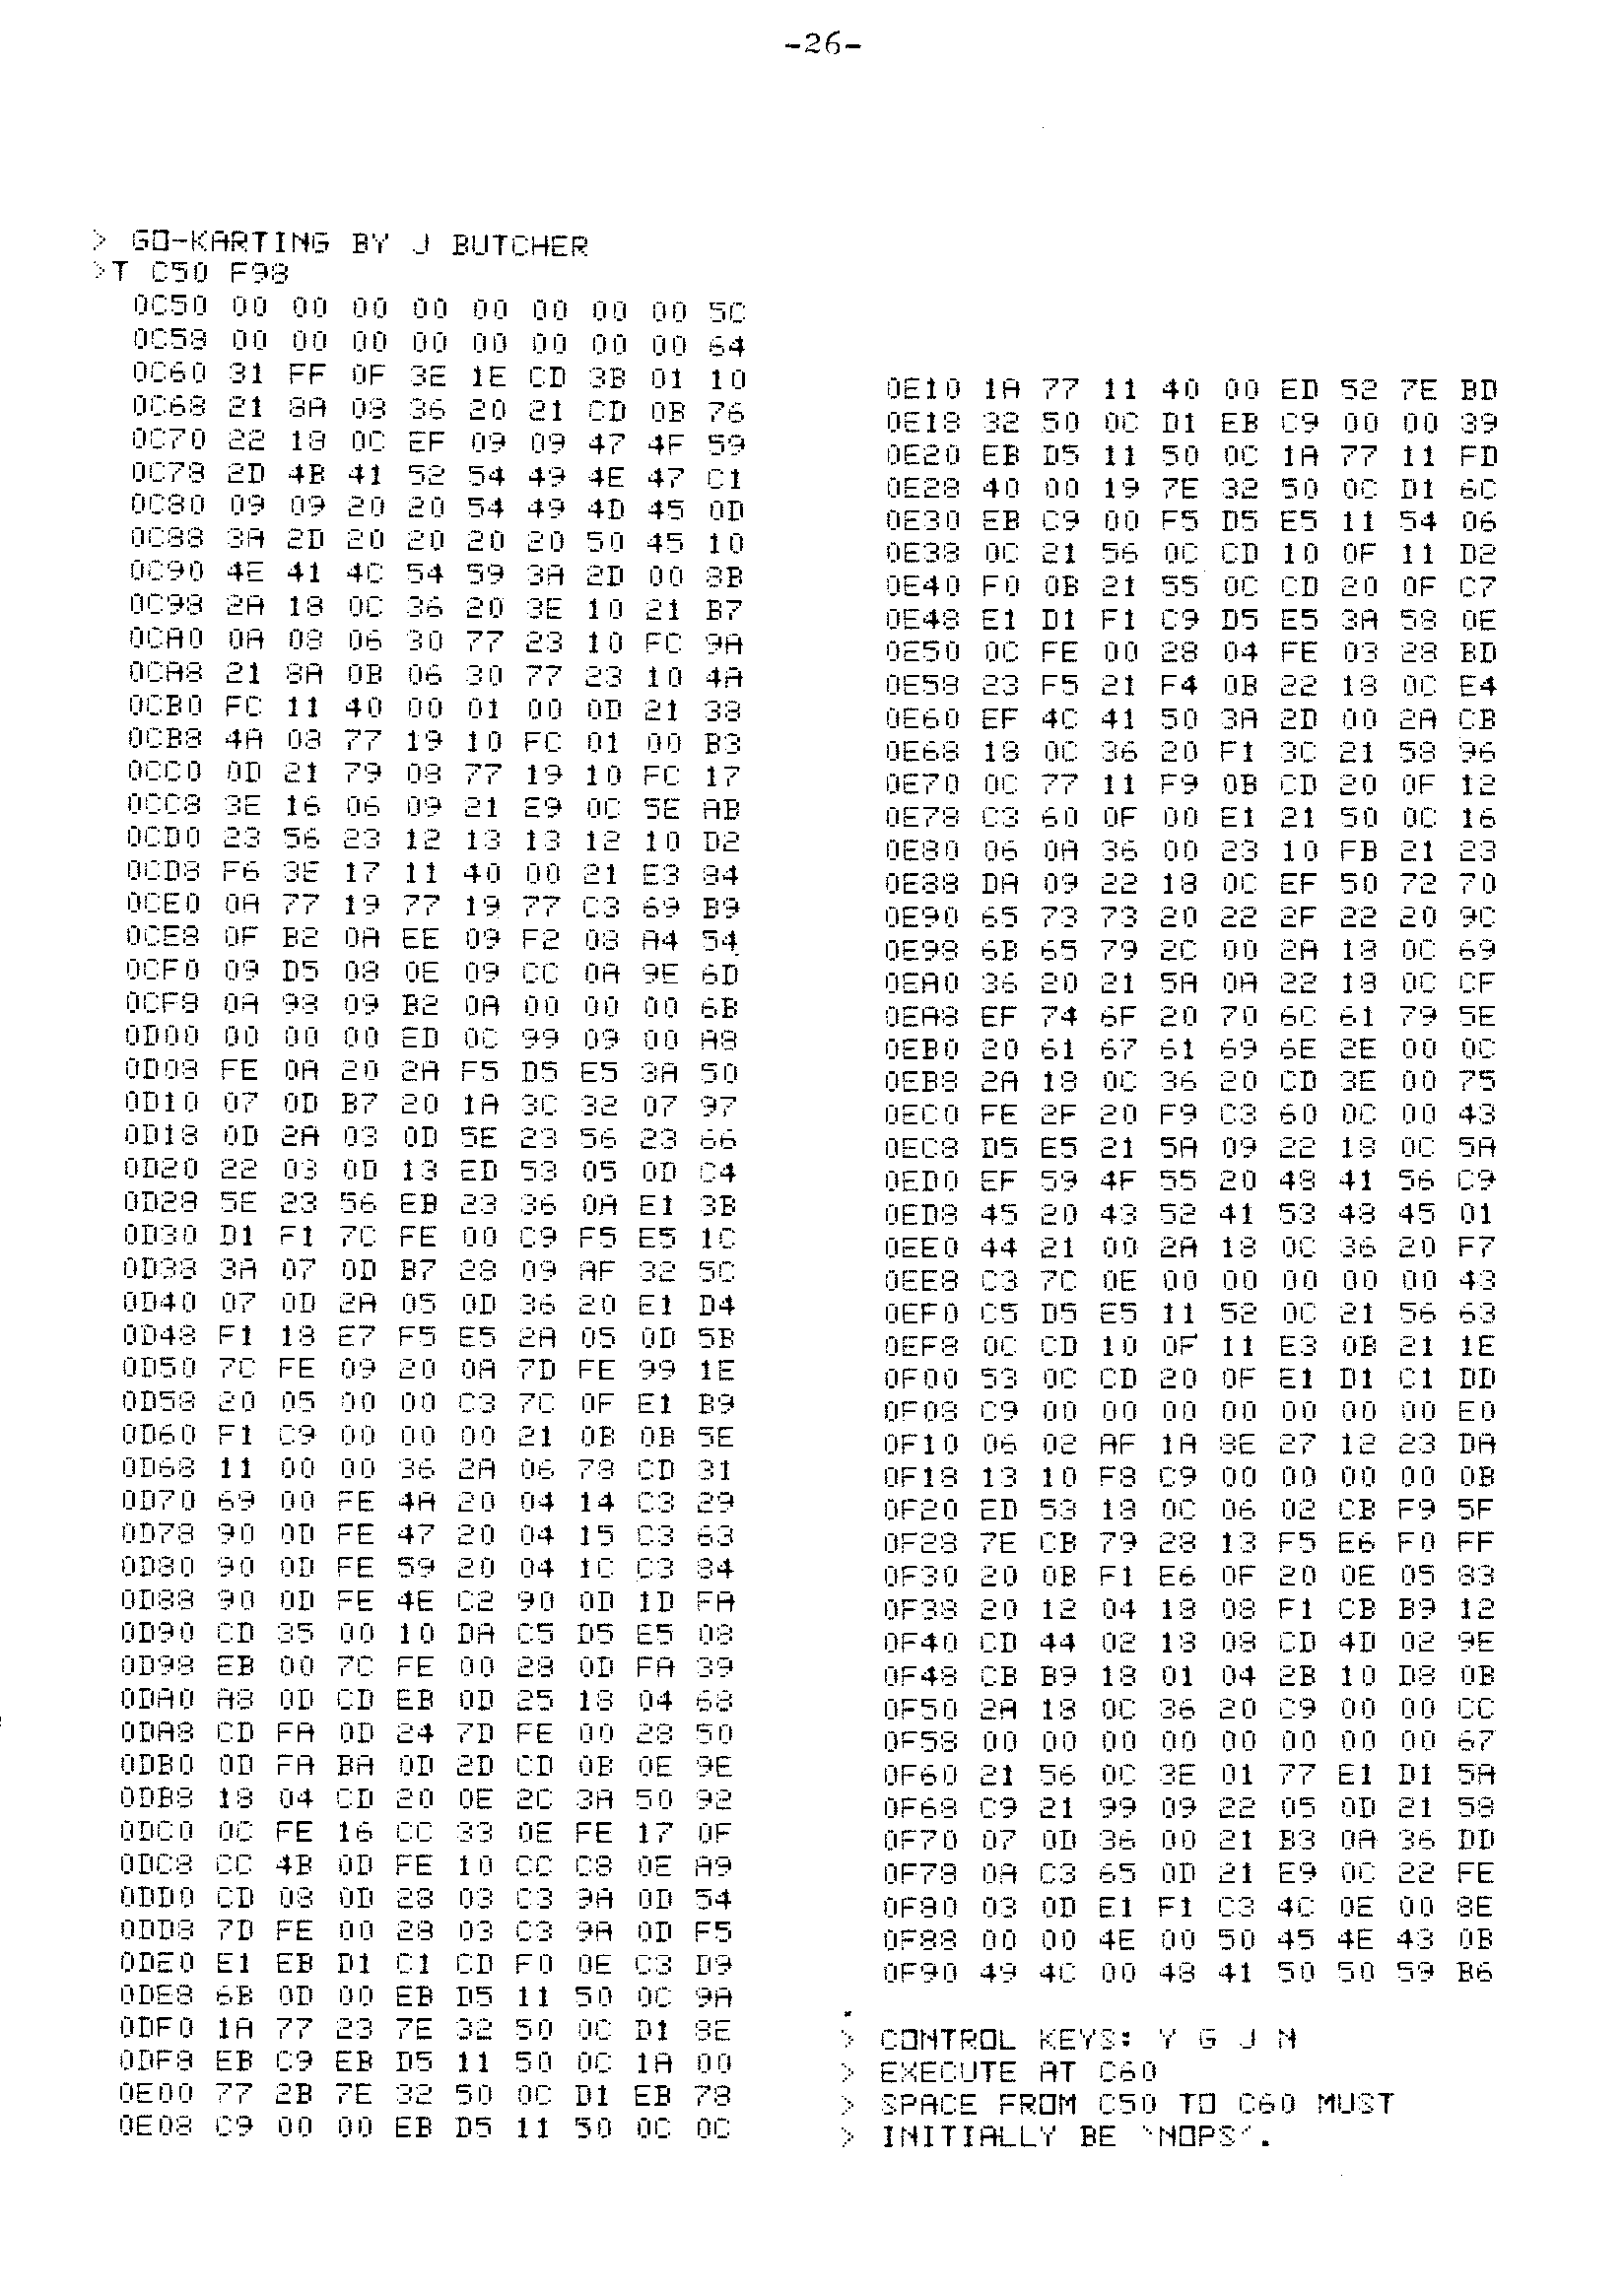 -26-
> GO-KARTING BY J BUTCHER
>T C50 F98
0C50 00 00 00 00 00 00 00 00 5C
0C58 00 00 00 00 00 00 00 00 64
0C60 31 FF 0F 3E 1E CD 3B 01 10
0C68 21 8A 08 36 20 21 CD 0B 76
0C70 22 18 0C EF 09 09 47 4F 59
0C78 2D 4B 41 52 54 49 4E 47 C1
0C80 09 09 20 20 54 49 4D 45 0D
0C88 3A 2D 20 20 20 20 50 45 10
0C90 4E 41 4C 54 59 3A 2D 00 8B
0C98 2A 18 0C 36 20 3E 10 21 B7
0CA0 0A 08 06 30 77 23 10 FC 9A
0CA8 21 8A 0B 06 30 77 23 10 4A
0CB0 FC 11 40 00 01 00 0D 21 38
0CB8 4A 08 77 19 10 FC 01 00 B3
0CC0 0D 21 79 08 77 19 10 FC 17
0CC8 3E 16 06 09 21 E9 0C 5E AB
0CD0 23 56 23 12 13 13 12 10 D2
0CD8 F6 3E 17 11 40 00 21 E3 84
0CE0 0A 77 19 77 19 77 C3 69 B9
0CE8 0F B2 0A EE 09 F2 08 A4 54
0CF0 09 D5 08 0E 09 CC 0A 9E 6D
0CF8 0A 98 09 B2 0A 00 00 00 6B
0D00 00 00 00 ED 0C 99 09 00 A8
0D08 FE 0A 20 2A F5 D5 E5 3A 50
0D10 07 0D B7 20 1A 3C 32 07 97
0D18 0D 2A 03 0D 5E 23 56 23 66
0D20 22 03 0D 13 ED 53 05 0D C4
0D28 5E 23 56 EB 23 36 0A E1 3B
0D30 D1 F1 7C FE 00 C9 F5 E5 1C
0D38 3A 07 0D B7 28 09 AF 32 5C
0D40 07 0D 2A 05 0D 36 20 E1 D4
0D48 F1 18 E7 F5 E5 2A 05 0D 5B
0D50 7C FE 09 20 0A 7D FE 99 1E
0D58 20 05 00 00 C3 7C 0F E1 B9
0D60 F1 C9 00 00 00 21 0B 0B 5E
0D68 11 00 00 36 2A 06 78 CD 31
0D70 69 00 FE 4A 20 04 14 C3 29
0D78 90 0D FE 47 20 04 15 C3 63
0D80 90 0D FE 59 20 04 1C C3 84
0D88 90 0D FE 4E C2 90 0D 1D FA
0D90 CD 35 00 10 DA C5 D5 E5 08
0D98 EB 00 7C FE 00 28 0D FA 39
0DA0 A8 0D CD EB 0D 25 18 04 68
0DA8 CD FA 0D 24 7D FE 00 28 50
0DB0 0D FA BA 0D 2D CD 0B 0E 9E
0DB8 18 04 CD 20 0E 2C 3A 50 92
0DC0 0C FE 16 CC 33 0E FE 17 0F
0DC8 CC 4B 0D FE 10 CC C8 0E A9
0DD0 CD 08 0D 28 03 C3 9A 0D 54
0DD8 7D FE 00 28 03 C3 9A 0D F5
0DE0 E1 EB D1 C1 CD F0 0E C3 D9
0DE8 6B 0D 00 EB D5 11 50 0C 9A
0DF0 1A 77 23 7E 32 50 0C D1 8E
0DF8 EB C9 EB D5 11 50 0C 1A 00
0E00 77 2B 7E 32 50 0C D1 EB 78
0E08 C9 00 00 EB D5 11 50 0C 0C
0E10 1A 77 11 40 00 ED 52 7E BD
0E18 32 50 0C D1 EB C9 00 00 39
0E20 EB D5 11 50 0C 1A 77 11 FD
0E28 40 00 19 7E 32 50 0C D1 6C
0E30 EB C9 00 F5 D5 E5 11 54 06
0E38 0C 21 56 0C CD 10 0F 11 D2
0E40 F0 0B 21 55 0C CD 20 0F C7
0E48 E1 D1 F1 C9 D5 E5 3A 58 0E
0E50 0C FE 00 28 04 FE 03 28 BD
0E58 23 F5 21 F4 0B 22 18 0C E4
0E60 EF 4C 41 50 3A 2D 00 2A CB
0E68 18 0C 36 20 F1 3C 21 58 96
0E70 0C 77 11 F9 0B CD 20 0F 12
0E78 C3 60 0F 00 E1 21 50 0C 16
0E80 06 0A 36 00 23 10 FB 21 23
0E88 DA 09 22 18 0C EF 50 72 70
0E90 65 73 73 20 22 2F 22 20 9C
0E98 6B 65 79 2C 00 2A 18 0C 69
0EA0 36 20 21 5A 0A 22 18 0C CF
0EA8 EF 74 6F 20 70 6C 61 79 5E
0EB0 20 61 67 61 69 6E 2E 00 0C
0EB8 2A 18 0C 36 20 CD 3E 00 75
0EC0 FE 2F 20 F9 C3 60 0C 00 43
0EC8 D5 E5 21 5A 09 22 18 0C 5A
0ED0 EF 59 4F 55 20 48 41 56 C9
0ED8 45 20 43 52 41 53 48 45 01
0EE0 44 21 00 2A 18 0C 36 20 F7
0EE8 C3 7C 0E 00 00 00 00 00 43
0EF0 C5 D5 E5 11 52 0C 21 56 63
0EF8 0C CD 10 0F 11 E3 0B 21 1E
0F00 53 0C CD 20 0F E1 D1 C1 DD
0F08 C9 00 00 00 00 00 00 00 E0
0F10 06 02 AF 1A 8E 27 12 23 DA
0F18 13 10 F8 C9 00 00 00 00 0B
0F20 ED 53 18 0C 06 02 CB F9 5F
0F28 7E CB 79 28 13 F5 E6 F0 FF
0F30 20 0B F1 E6 0F 20 0E 05 83
0F38 20 12 04 18 08 F1 CB B9 12
0F40 CD 44 02 18 08 CD 4D 02 9E
0F48 CB B9 18 01 04 2B 10 D8 0B
0F50 2A 18 0C 36 20 C9 00 00 CC
0F58 00 00 00 00 00 00 00 00 67
0F60 21 56 0C 3E 01 77 E1 D1 5A
0F68 C9 21 99 09 22 05 0D 21 58
0F70 07 0D 36 00 21 B3 0A 36 DD
0F78 0A C3 65 0D 21 E9 0C 22 FE
0F80 03 0D E1 F1 C3 4C 0E 00 8E
0F88 00 00 4E 00 50 45 4E 43 0B
0F90 49 4C 00 48 41 50 50 59 B6
> CONTROL KEYS: Y G J N
> EXECUTE AT C60
> SPACE FROM C50 TO C60 MUST
> INITIALLY BE `NOPS'.